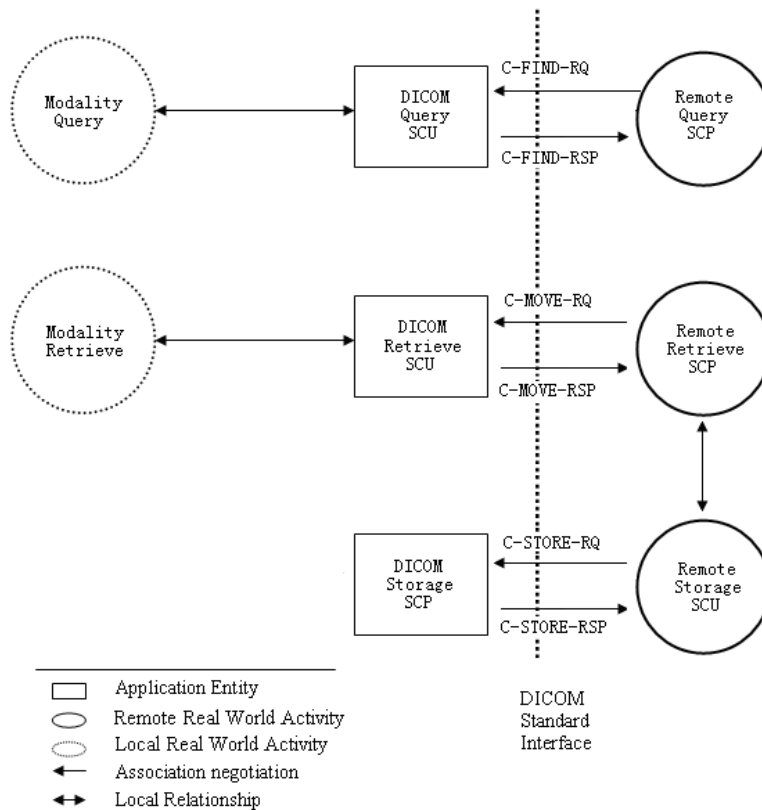 C-FIND-RQ
Modality
Query
DICOM
Query
SCU
Remote
Query
SCP
C-FIND-RSP
C-MOVE-RQ
Modality
Retrieve
DICOM
Retrieve
SCU
Remote
Retrieve
SCP
C-MOVE-RSP
C-STORE-RQ
DICOM
Storage
SCP
Remote
Storage
SCU
C-STORE-RSP
Application Entity
Remote Real World Activity
Local Real World Activity
Association negotiation
Local Relationship
DICOM
Standard
Interface